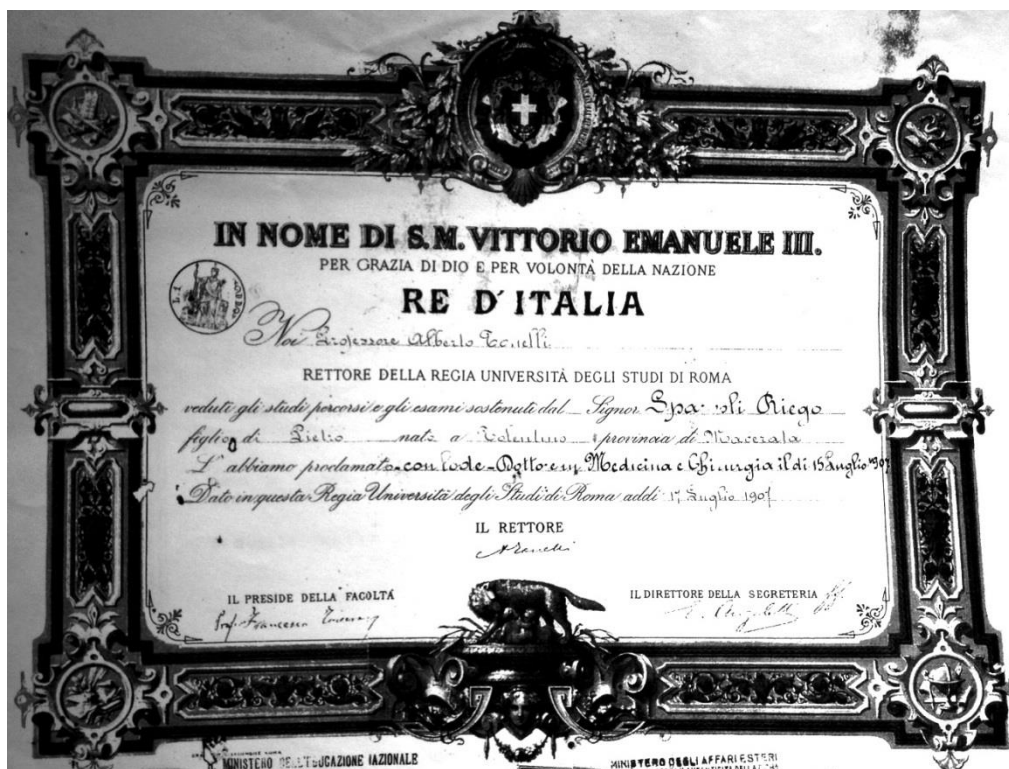 IN NOME DI S.M. VITTORIO EMANUELE III.
PER GRAZIA DI DIO E PER VOLONTÀ DELLA NAZIONE
RE D'ITALIA
L.1
Noi Professore Alberto Tonelli
RETTORE DELLA REGIA UNIVERSITÀ DEGLI STUDI DI ROMA
veduti gli studi percorsi e gli esami sostenuti dal Signor Riego
figlio di Pietro nato a Tolentino provincia di Macerata
L'abbiamo proclamato con lode Dottore in Medicina e Chirurgia il dì 15 Luglio 1907
Dato in questa Regia Università degli Studi di Roma addì 17 Luglio 1907
IL RETTORE
A Tonelli
IL PRESIDE DELLA FACOLTÀ
IL DIRETTORE DELLA SEGRETERIA
Prof. Francesco
MINISTERO DELL'EDUCAZIONE NAZIONALE
MINISTERO DEGLI AFFARI ESTERI